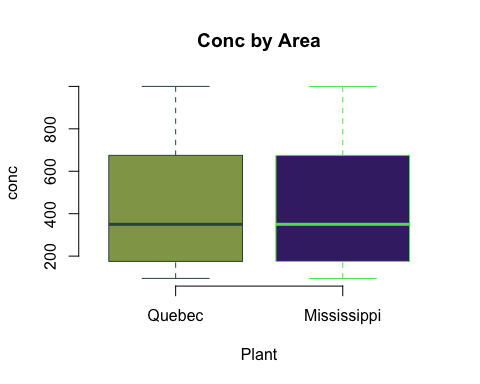 Conc by Area
conc
800
600
400
200
Quebec
Mississippi
Plant